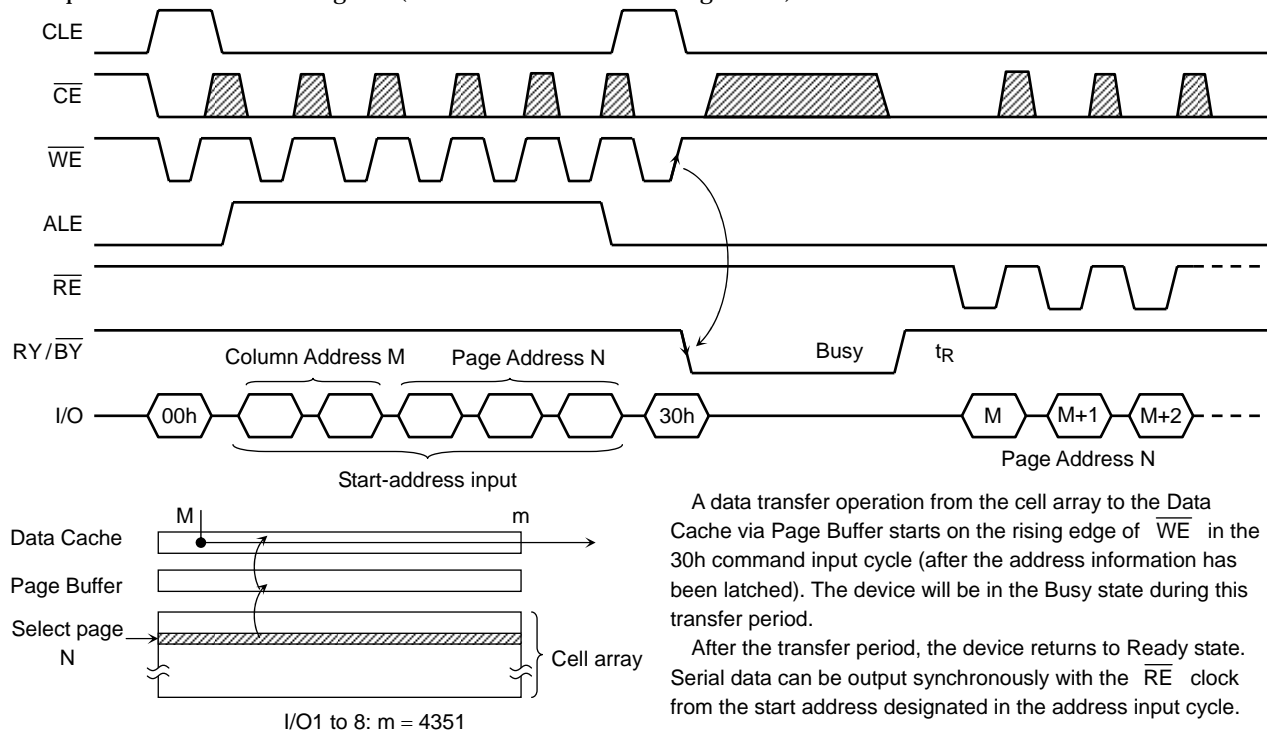 CLE
CE
WE
ALE
RE
RY/BY
Busy
tR
Column Address M
Page Address N
I/O
00h
30h
M
M+1
M+2
Start-address input
Page Address N
M
m
Data Cache
Page Buffer
Select page
N
Cell array
I/O1 to 8: m = 4351
A data transfer operation from the cell array to the Data
Cache via Page Buffer starts on the rising edge of WE in the
30h command input cycle (after the address information has
been latched). The device will be in the Busy state during this
transfer period.
After the transfer period, the device returns to Ready state.
Serial data can be output synchronously with the RE clock
from the start address designated in the address input cycle.